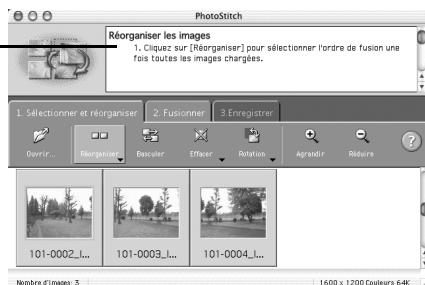 PhotoStitch
Réorganiser les images
1. Cliquez sur [Réorganiser] pour sélectionner l'ordre de fusion une
fois toutes les images chargées.
1. Sélectionner et réorganiser 2. Fusionner 3. Enregistrer
Ouvrir... Réorganiser Basculer Effacer Rotation Agrandir Réduire ?
101-0002_I... 101-0003_I... 101-0004_I...
Nombre d'images: 3 1600 x 1200 Couleurs 64K